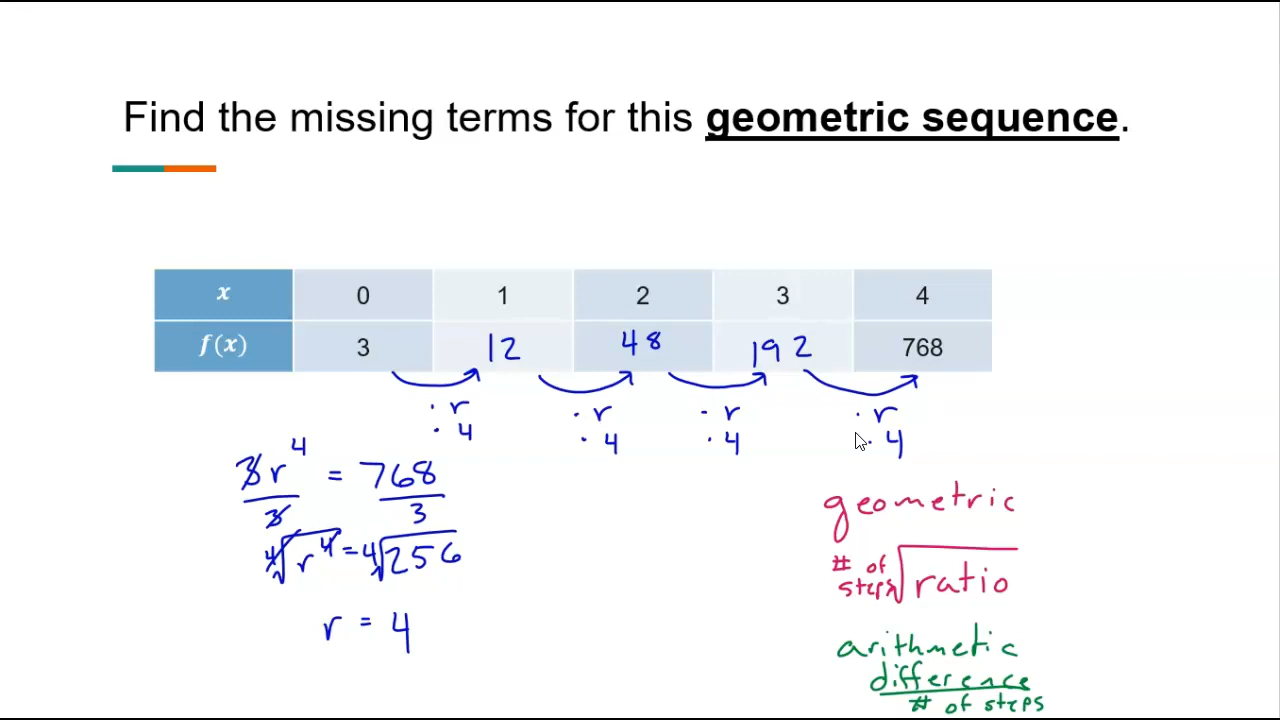 Find the missing terms for this geometric sequence.
x 0 1 2 3 4
f(x) 3 12 48 192 768
· r · r · r · r
· 4 · 4 · 4 · 4
3r⁴ = 768
3 3
⁴√r⁴ = ⁴√256
r = 4
geometric
# of steps√ratio
arithmetic
difference
# of steps